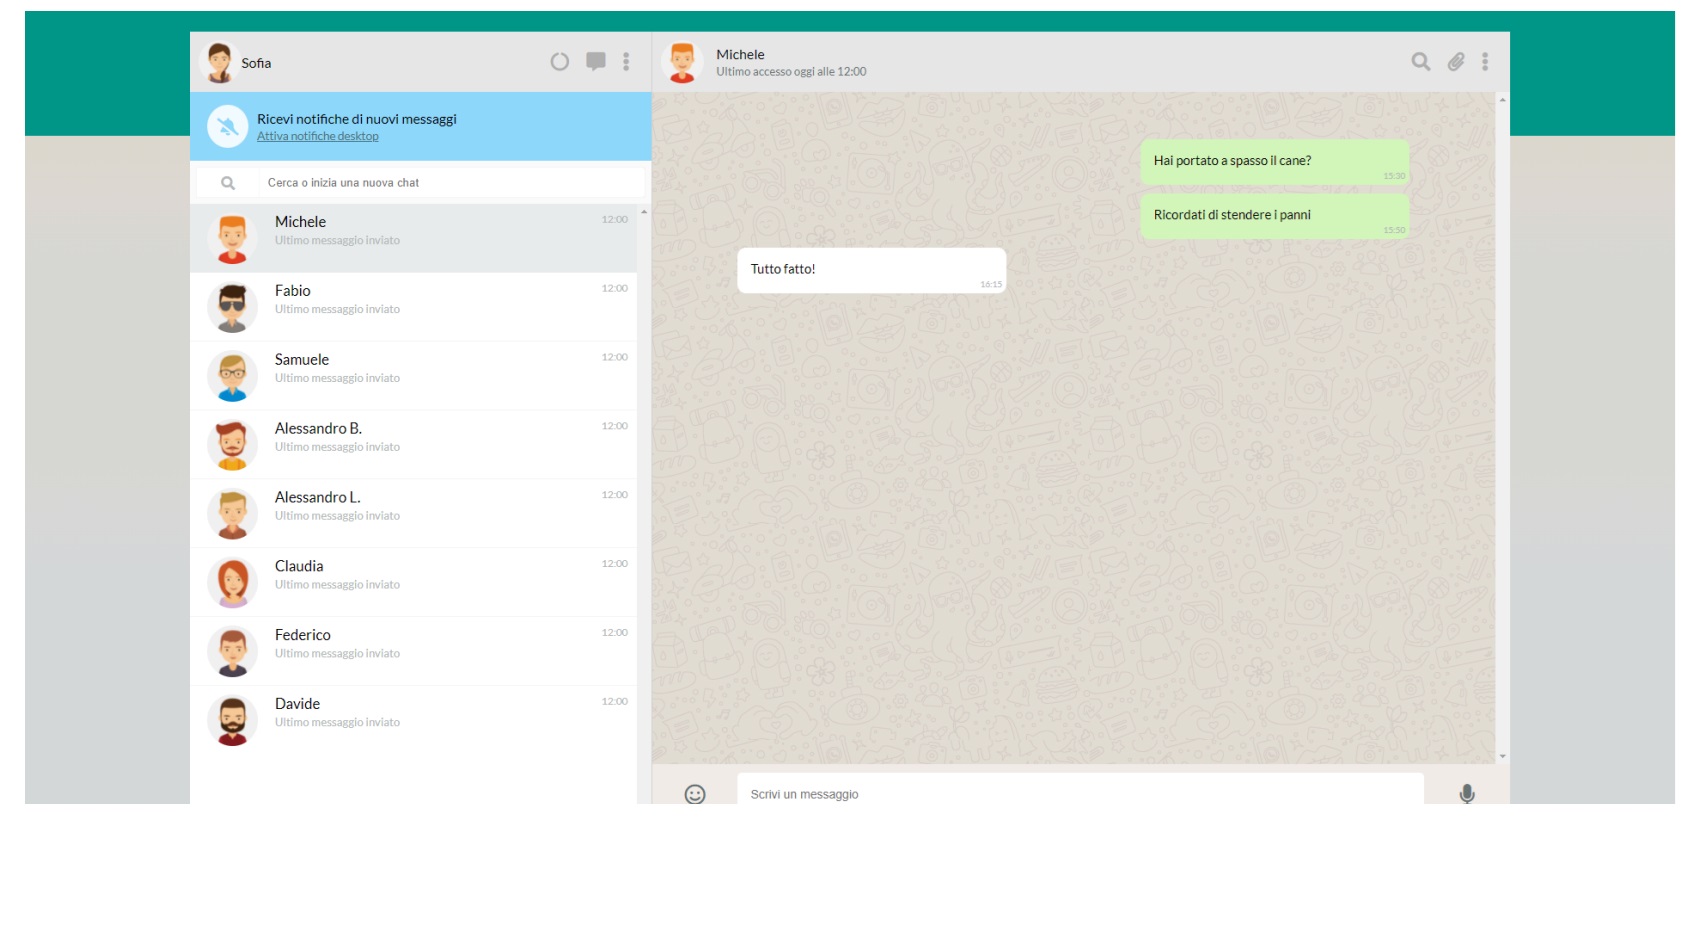 Sofia
Ricevi notifiche di nuovi messaggi
Attiva notifiche desktop
Cerca o inizia una nuova chat
Michele 12:00
Ultimo messaggio inviato
Fabio 12:00
Ultimo messaggio inviato
Samuele 12:00
Ultimo messaggio inviato
Alessandro B. 12:00
Ultimo messaggio inviato
Alessandro L. 12:00
Ultimo messaggio inviato
Claudia 12:00
Ultimo messaggio inviato
Federico 12:00
Ultimo messaggio inviato
Davide 12:00
Ultimo messaggio inviato
Michele
Ultimo accesso oggi alle 12:00
Hai portato a spasso il cane?
15:30
Ricordati di stendere i panni
15:50
Tutto fatto!
16:15
Scrivi un messaggio